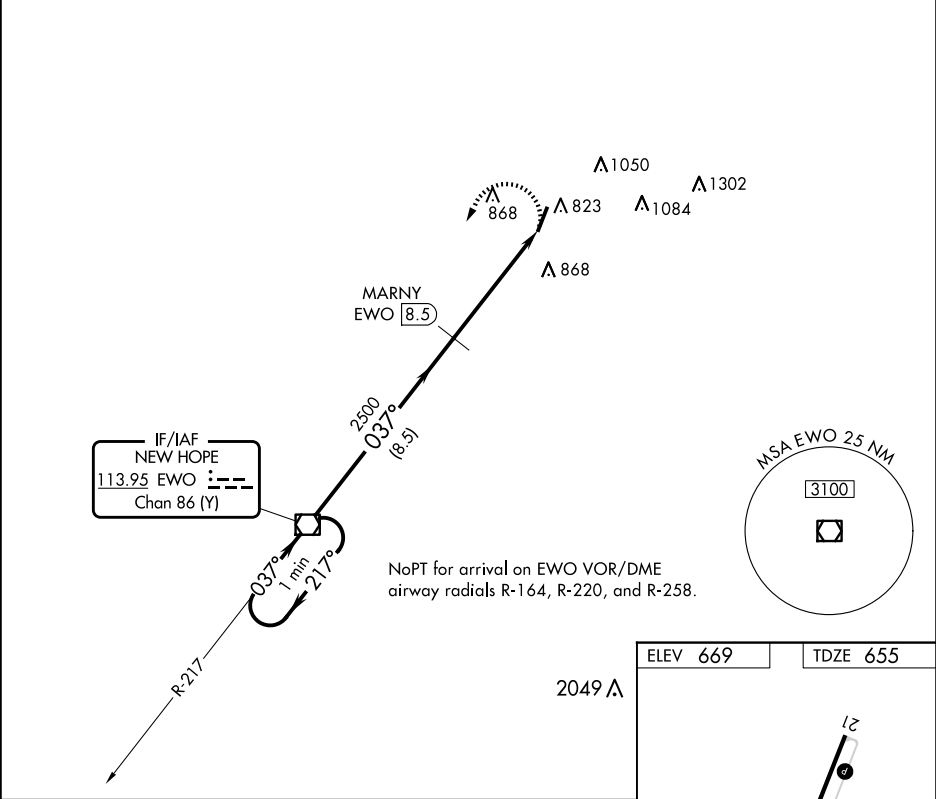 1050
1302
868
823
1084
868
MARNY
EWO 8.5
2500
037°
(8.5)
IF/IAF
NEW HOPE
113.95 EWO
Chan 86 (Y)
MSA EWO 25 NM
3100
037°
1 min
217°
NoPT for arrival on EWO VOR/DME
airway radials R-164, R-220, and R-258.
R-217
2049
ELEV 669
TDZE 655
21
P